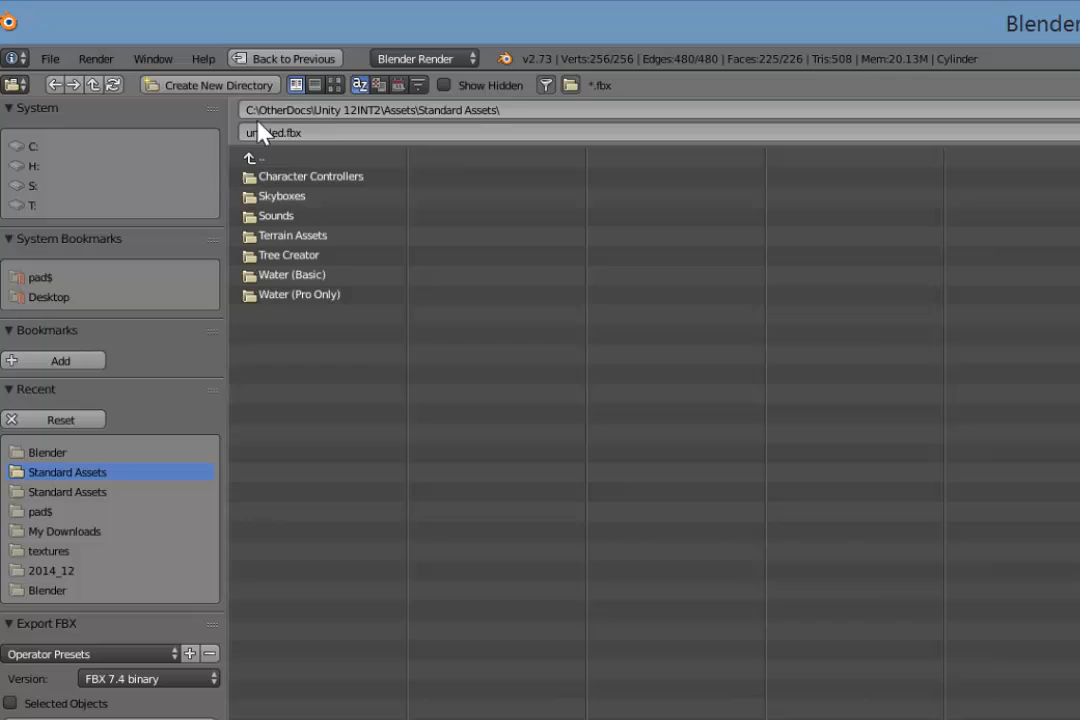 Blender
File Render Window Help Back to Previous Blender Render v2.73 | Verts:256/256 | Edges:480/480 | Faces:225/226 | Tris:508 | Mem:20.13M | Cylinder
Create New Directory Show Hidden *.fbx
System
C:\OtherDocs\Unity 12INT2\Assets\Standard Assets\
C:
H:
S:
T:
..
Character Controllers
Skyboxes
Sounds
Terrain Assets
Tree Creator
Water (Basic)
Water (Pro Only)
System Bookmarks
pad$
Desktop
Bookmarks
Add
Recent
Reset
Blender
Standard Assets
Standard Assets
pad$
My Downloads
textures
2014_12
Blender
Export FBX
Operator Presets
Version: FBX 7.4 binary
Selected Objects